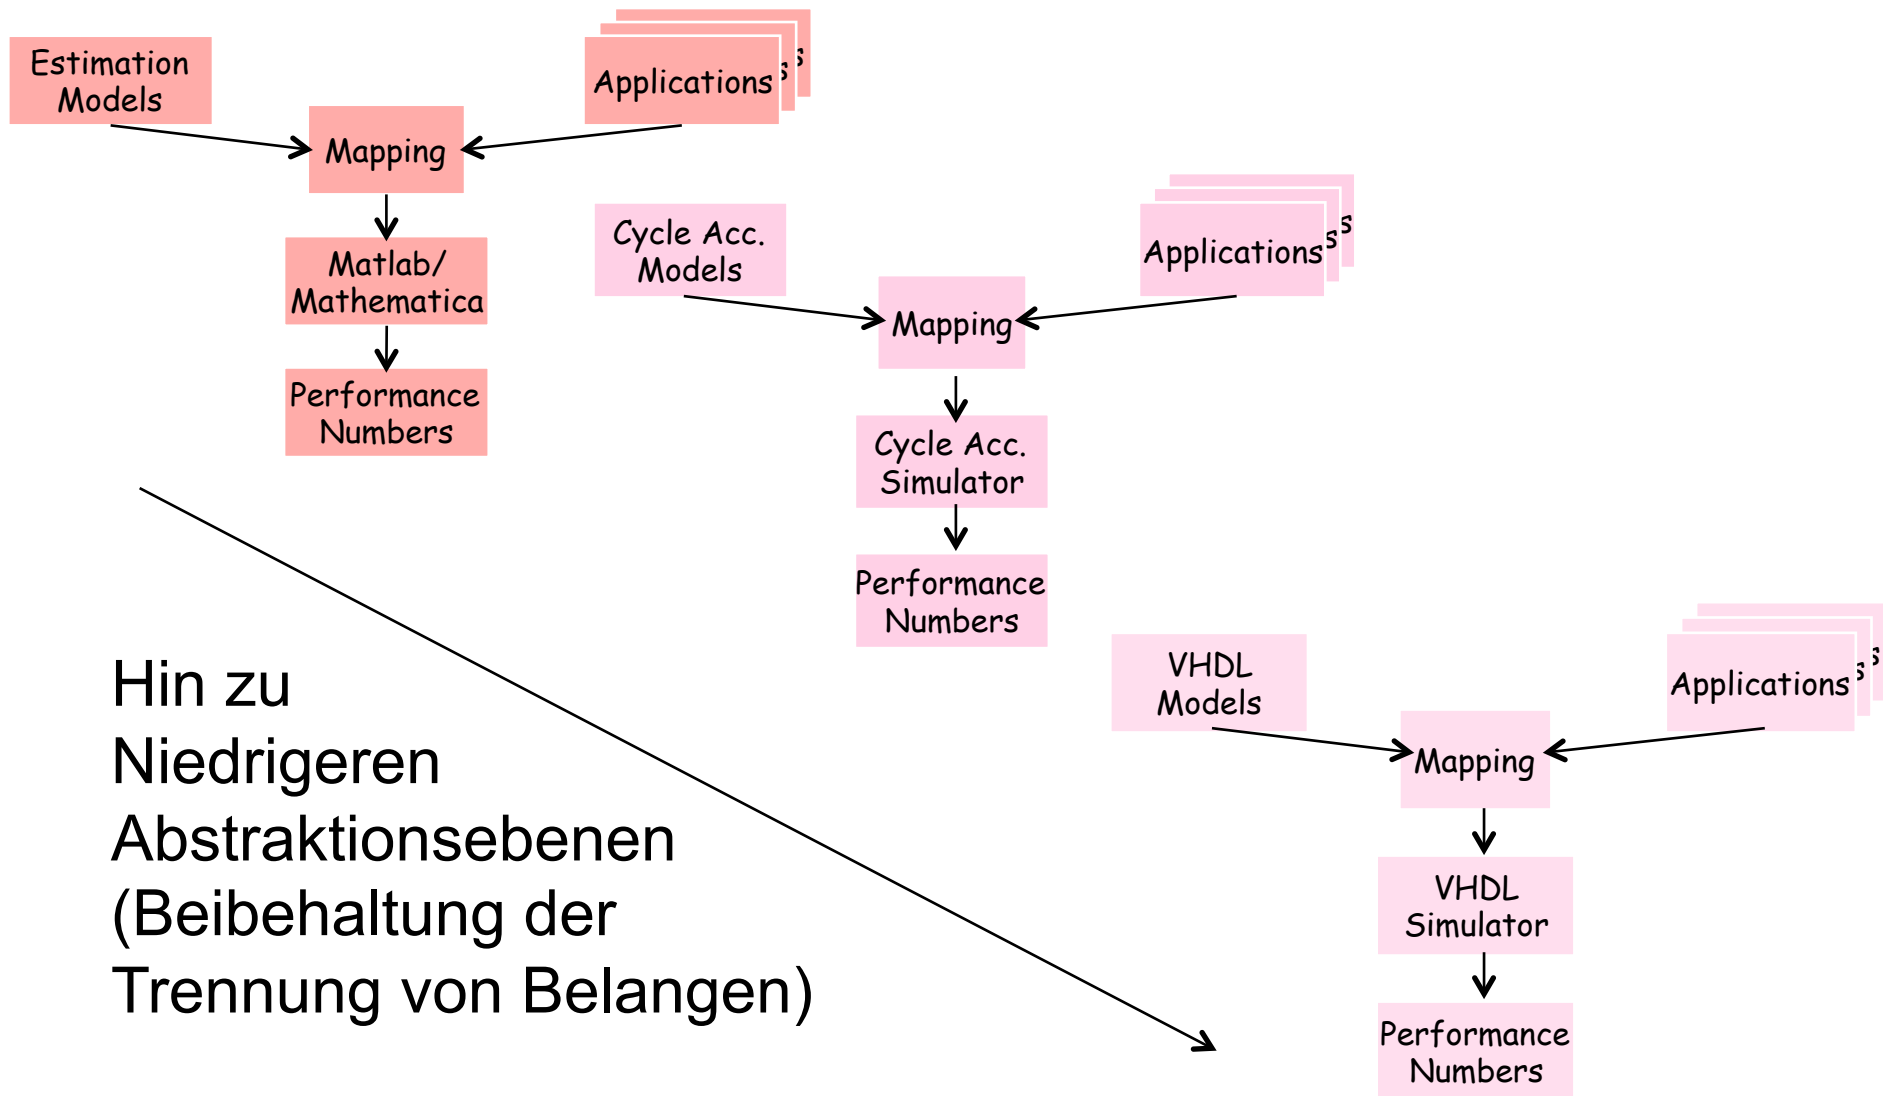 Estimation
Models
Applications
s
s
Mapping
Matlab/
Mathematica
Performance
Numbers
Cycle Acc.
Models
Applications
s
s
Mapping
Cycle Acc.
Simulator
Performance
Numbers
VHDL
Models
Applications
s
s
Mapping
VHDL
Simulator
Performance
Numbers
Hin zu
Niedrigeren
Abstraktionsebenen
(Beibehaltung der
Trennung von Belangen)